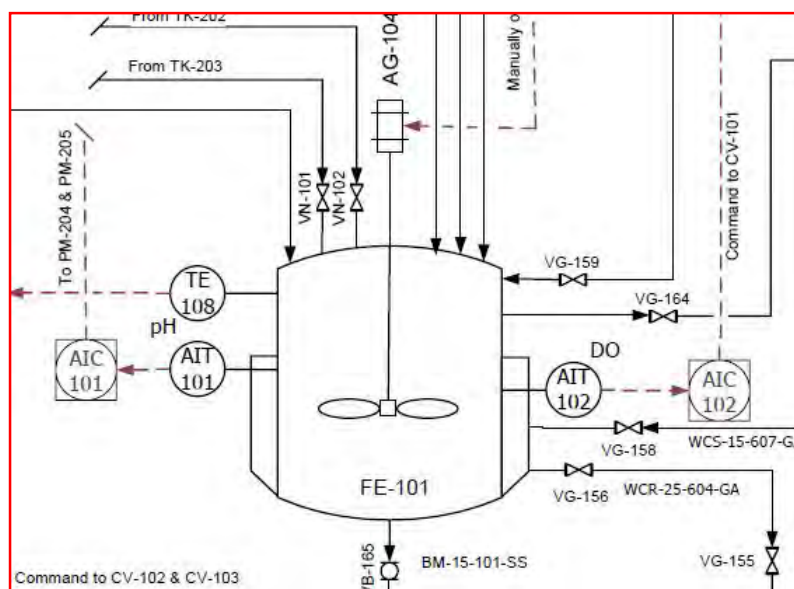 From TK-202
From TK-203
AG-104
Manually o
Command to CV-101
To PM-204 & PM-205
VN-101
VN-102
VG-159
VG-164
TE
108
pH
AIC
101
AIT
101
DO
AIT
102
AIC
102
WCS-15-607-G
VG-158
FE-101
VG-156
WCR-25-604-GA
VB-165
BM-15-101-SS
VG-155
Command to CV-102 & CV-103